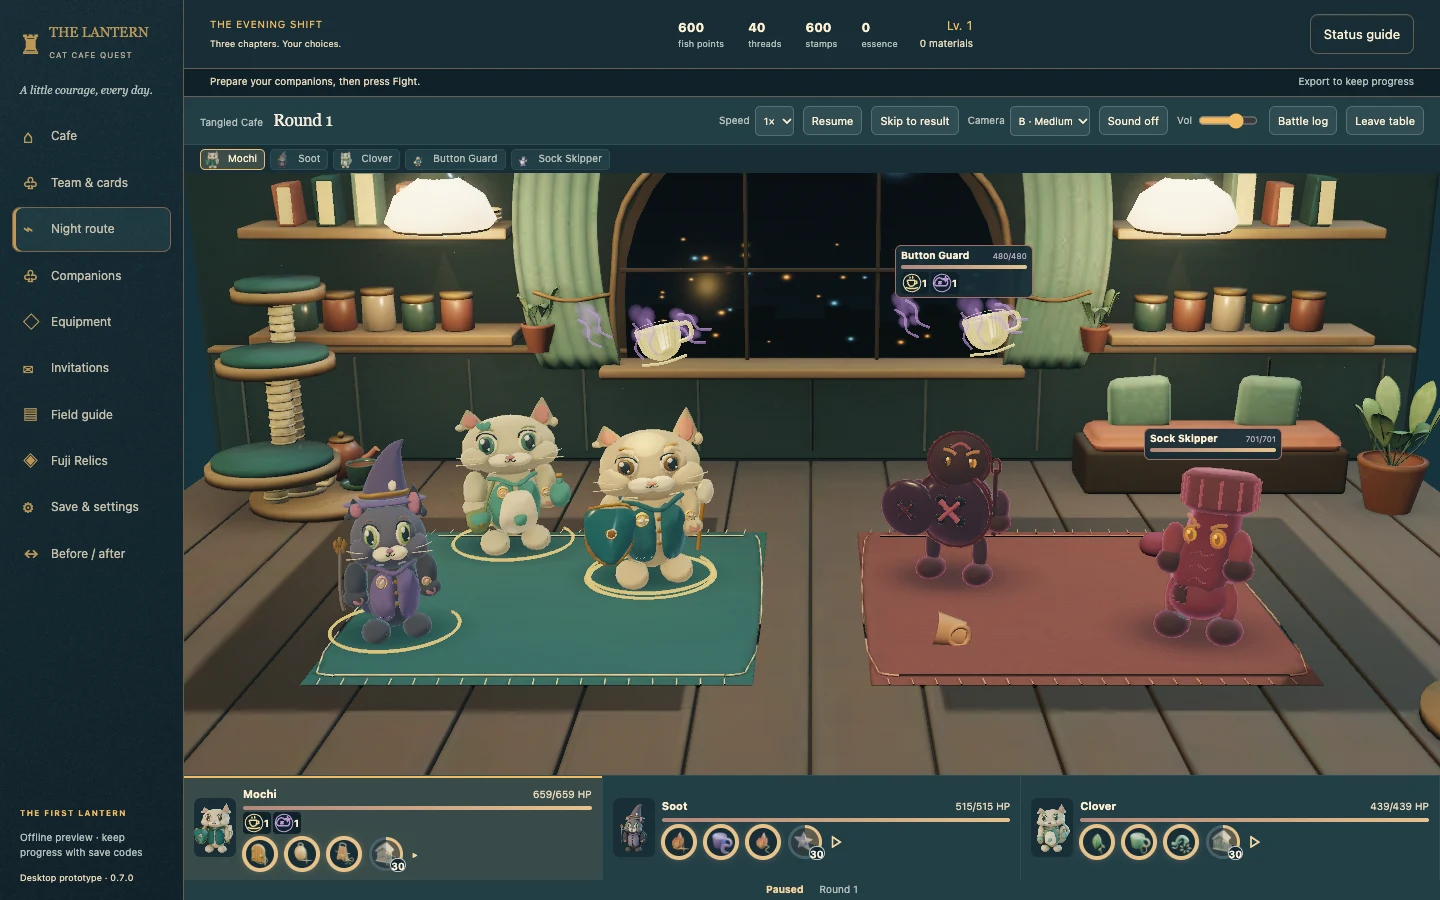 THE LANTERN
CAT CAFE QUEST
A little courage, every day.
Cafe
Team & cards
Night route
Companions
Equipment
Invitations
Field guide
Fuji Relics
Save & settings
Before / after
THE FIRST LANTERN
Offline preview · keep
progress with save codes
Desktop prototype · 0.7.0
THE EVENING SHIFT
Three chapters. Your choices.
600
fish points
40
threads
600
stamps
0
essence
Lv. 1
0 materials
Status guide
Prepare your companions, then press Fight.
Export to keep progress
Tangled Cafe
Round 1
Speed
1x
Resume
Skip to result
Camera
B · Medium
Sound off
Vol
Battle log
Leave table
Mochi
Soot
Clover
Button Guard
Sock Skipper
Button Guard 480/480
1 1
Sock Skipper 701/701
Mochi 659/659 HP
1 1
30
Soot 515/515 HP
30
Clover 439/439 HP
30
Paused Round 1